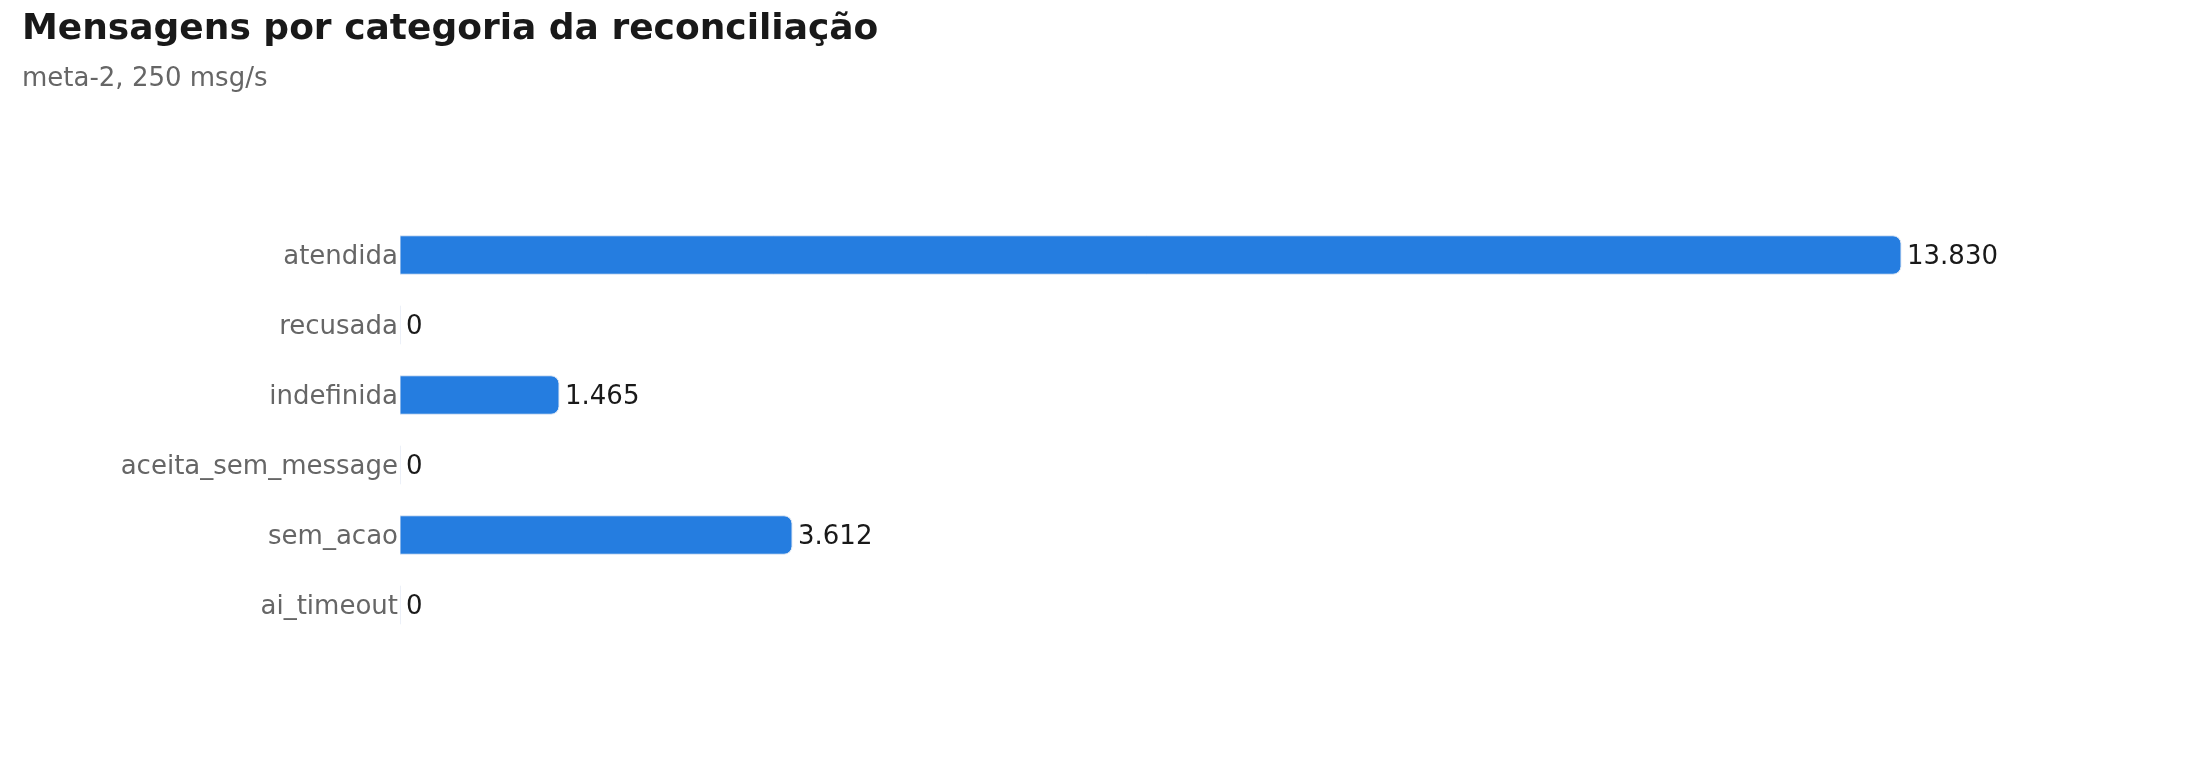 Mensagens por categoria da reconciliação
meta-2, 250 msg/s
atendida 13.830
recusada 0
indefinida 1.465
aceita_sem_message 0
sem_acao 3.612
ai_timeout 0